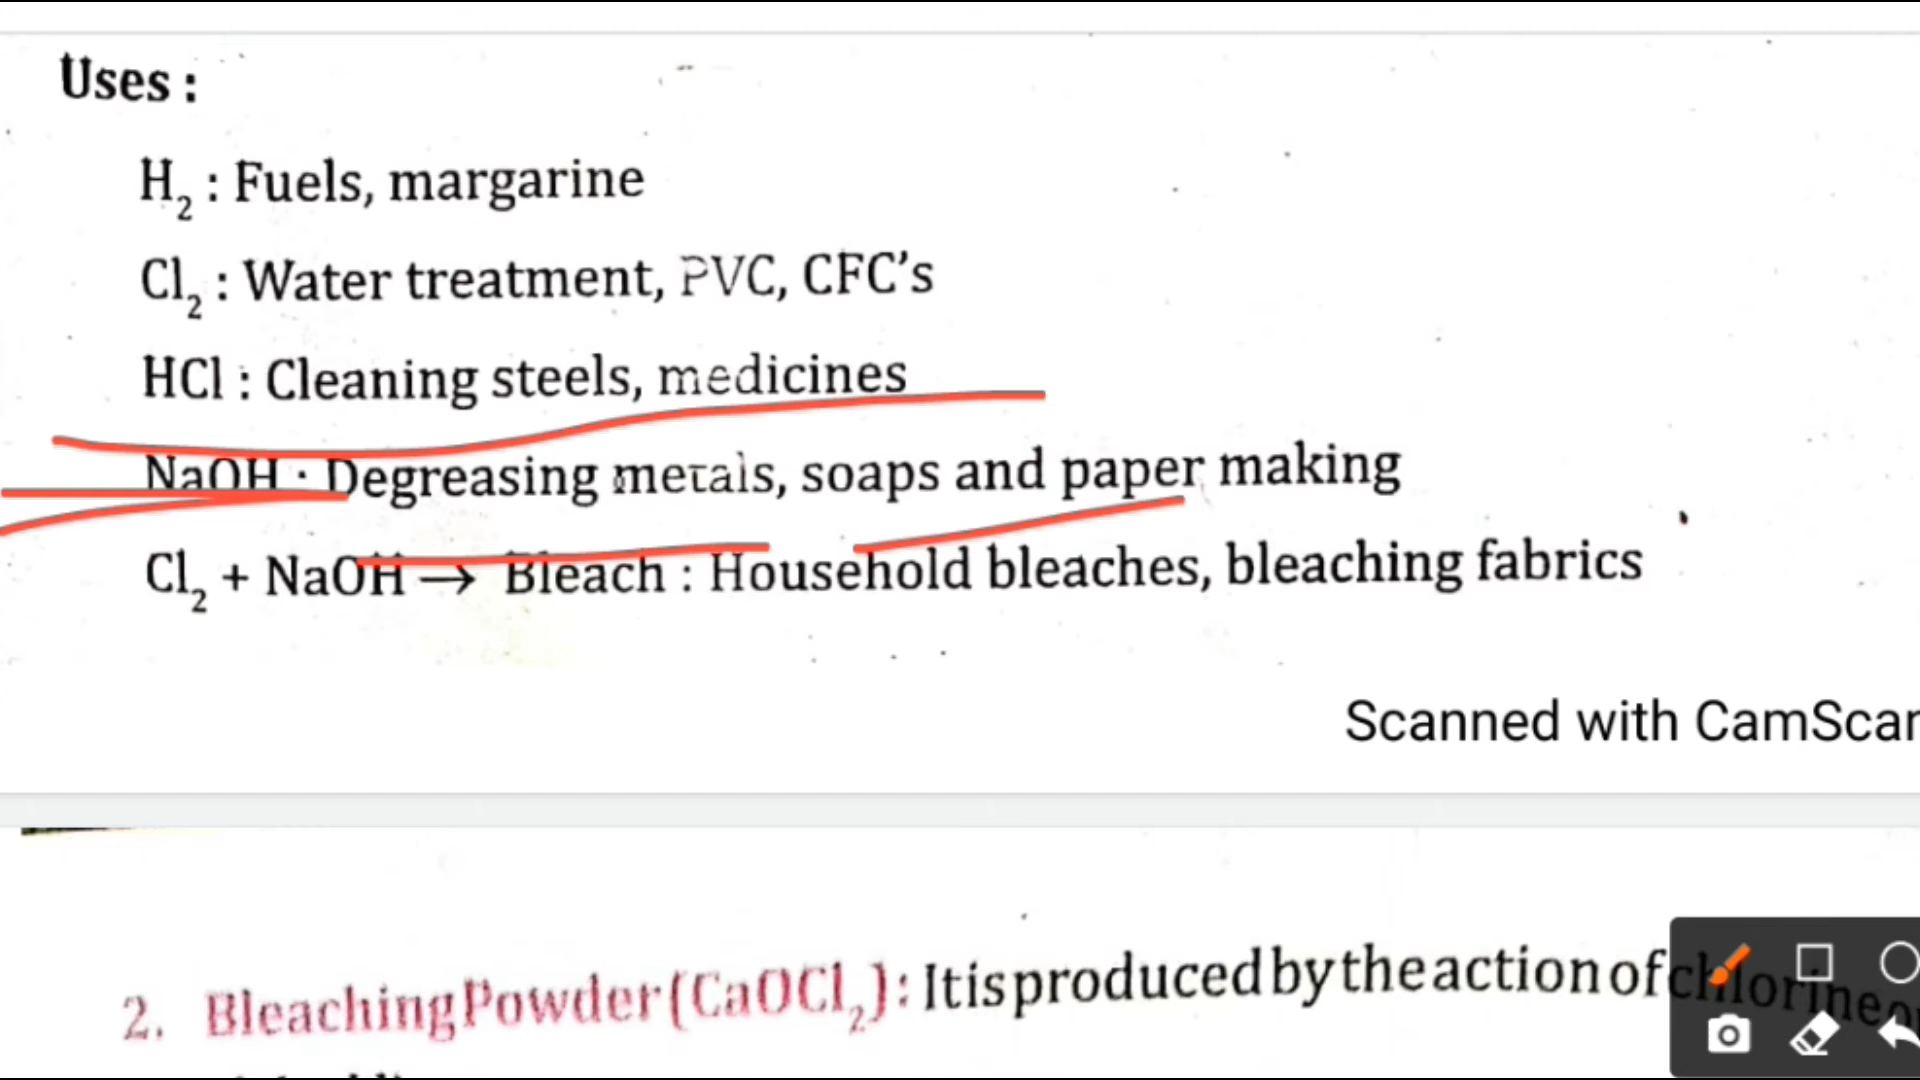 Uses :
H₂ : Fuels, margarine
Cl₂ : Water treatment, PVC, CFC's
HCl : Cleaning steels, medicines
NaOH : Degreasing metals, soaps and paper making
Cl₂ + NaOH → Bleach : Household bleaches, bleaching fabrics
Scanned with CamScan
2. Bleaching Powder (CaOCl₂) : It is produced by the action of chlorine on